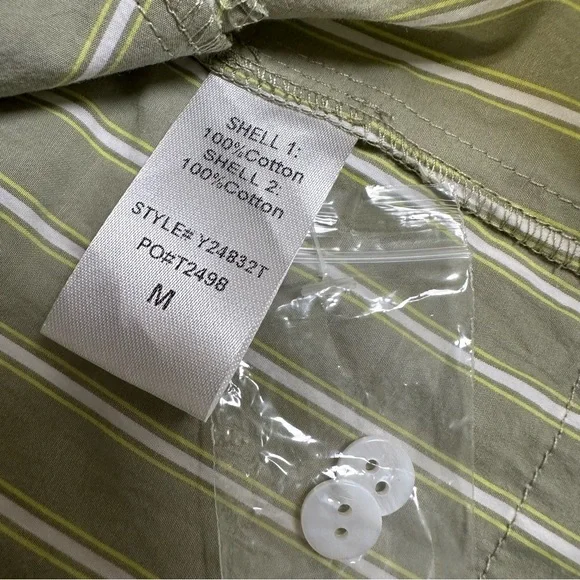 SHELL 1:
100%Cotton
SHELL 2:
100%Cotton
STYLE# Y24832T
PO#T2498
M